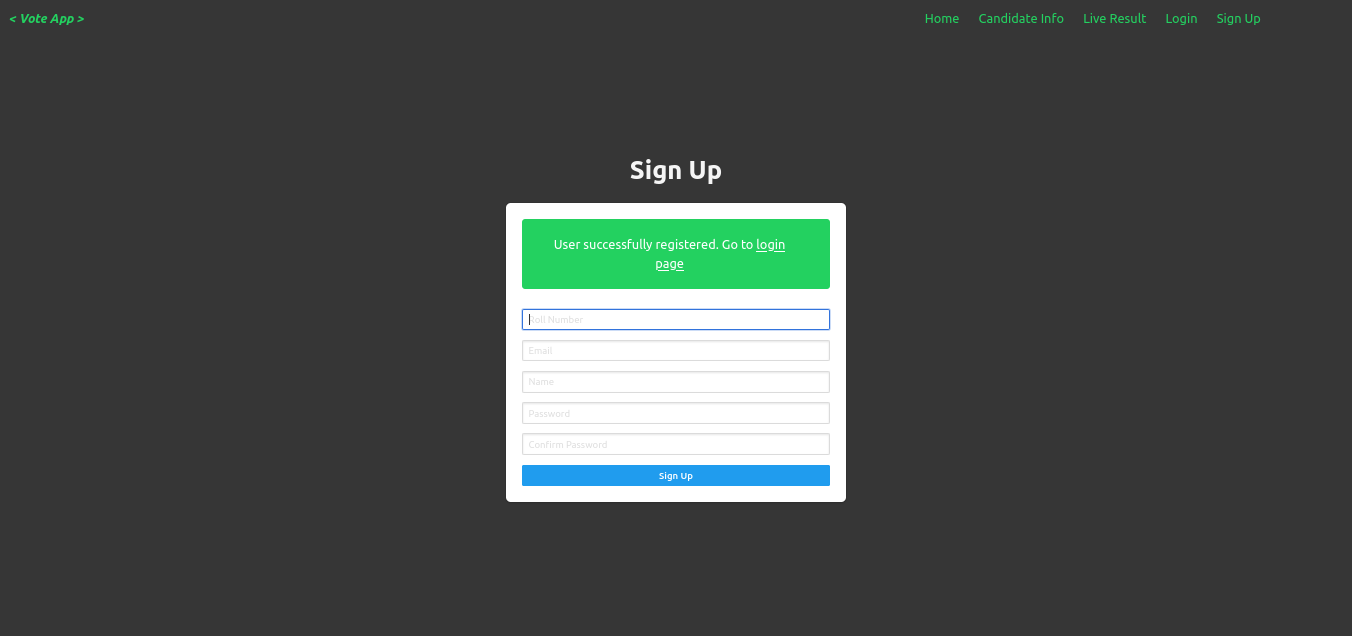 < Vote App >
Home Candidate Info Live Result Login Sign Up
Sign Up
User successfully registered. Go to login
page
Roll Number
Email
Name
Password
Confirm Password
Sign Up